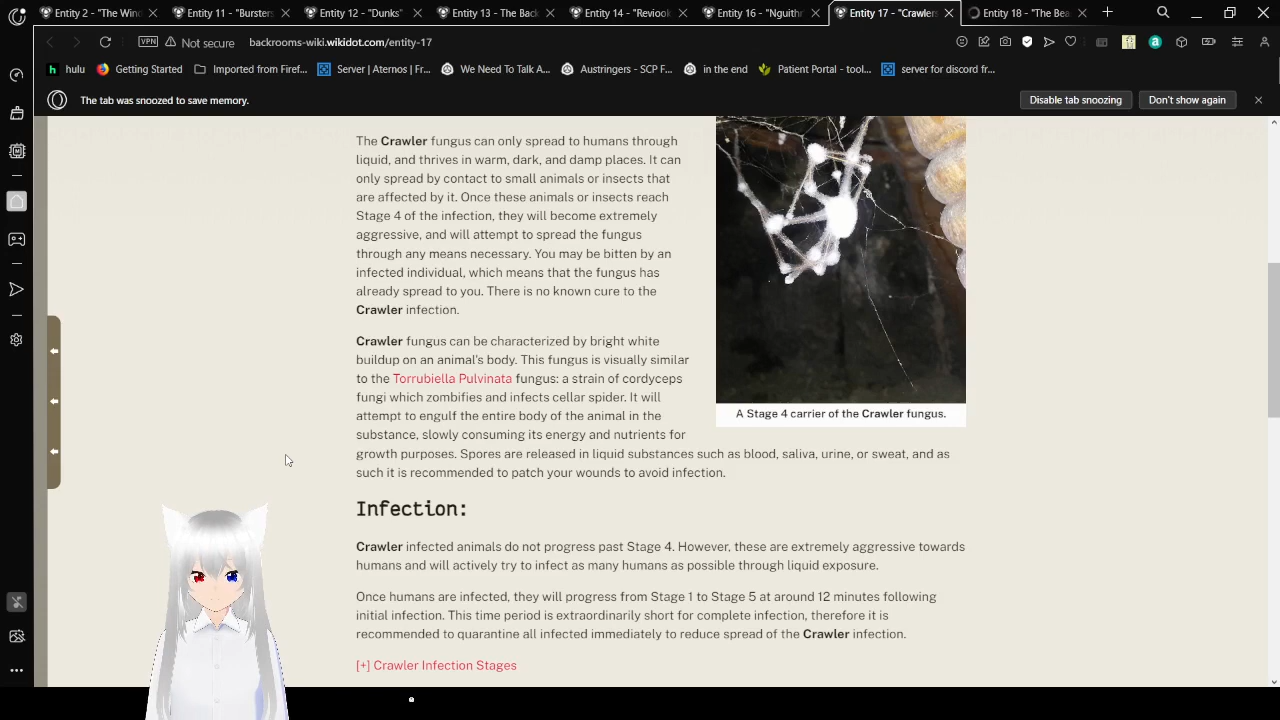 Entity 2 - "The Wind
Entity 11 - "Bursters
Entity 12 - "Dunks"
Entity 13 - The Back
Entity 14 - "Reviook
Entity 16 - "Nguithr
Entity 17 - "Crawlers
Entity 18 - "The Bea
VPN
Not secure
backrooms-wiki.wikidot.com/entity-17
hulu
Getting Started
Imported from Firef...
Server | Aternos | Fr...
We Need To Talk A...
Austringers - SCP F...
in the end
Patient Portal - tool...
server for discord fr...
The tab was snoozed to save memory.
Disable tab snoozing
Don't show again
The Crawler fungus can only spread to humans through
liquid, and thrives in warm, dark, and damp places. It can
only spread by contact to small animals or insects that
are affected by it. Once these animals or insects reach
Stage 4 of the infection, they will become extremely
aggressive, and will attempt to spread the fungus
through any means necessary. You may be bitten by an
infected individual, which means that the fungus has
already spread to you. There is no known cure to the
Crawler infection.
A Stage 4 carrier of the Crawler fungus.
Crawler fungus can be characterized by bright white
buildup on an animal's body. This fungus is visually similar
to the Torrubiella Pulvinata fungus: a strain of cordyceps
fungi which zombifies and infects cellar spider. It will
attempt to engulf the entire body of the animal in the
substance, slowly consuming its energy and nutrients for
growth purposes. Spores are released in liquid substances such as blood, saliva, urine, or sweat, and as
such it is recommended to patch your wounds to avoid infection.
Infection:
Crawler infected animals do not progress past Stage 4. However, these are extremely aggressive towards
humans and will actively try to infect as many humans as possible through liquid exposure.
Once humans are infected, they will progress from Stage 1 to Stage 5 at around 12 minutes following
initial infection. This time period is extraordinarily short for complete infection, therefore it is
recommended to quarantine all infected immediately to reduce spread of the Crawler infection.
[+] Crawler Infection Stages